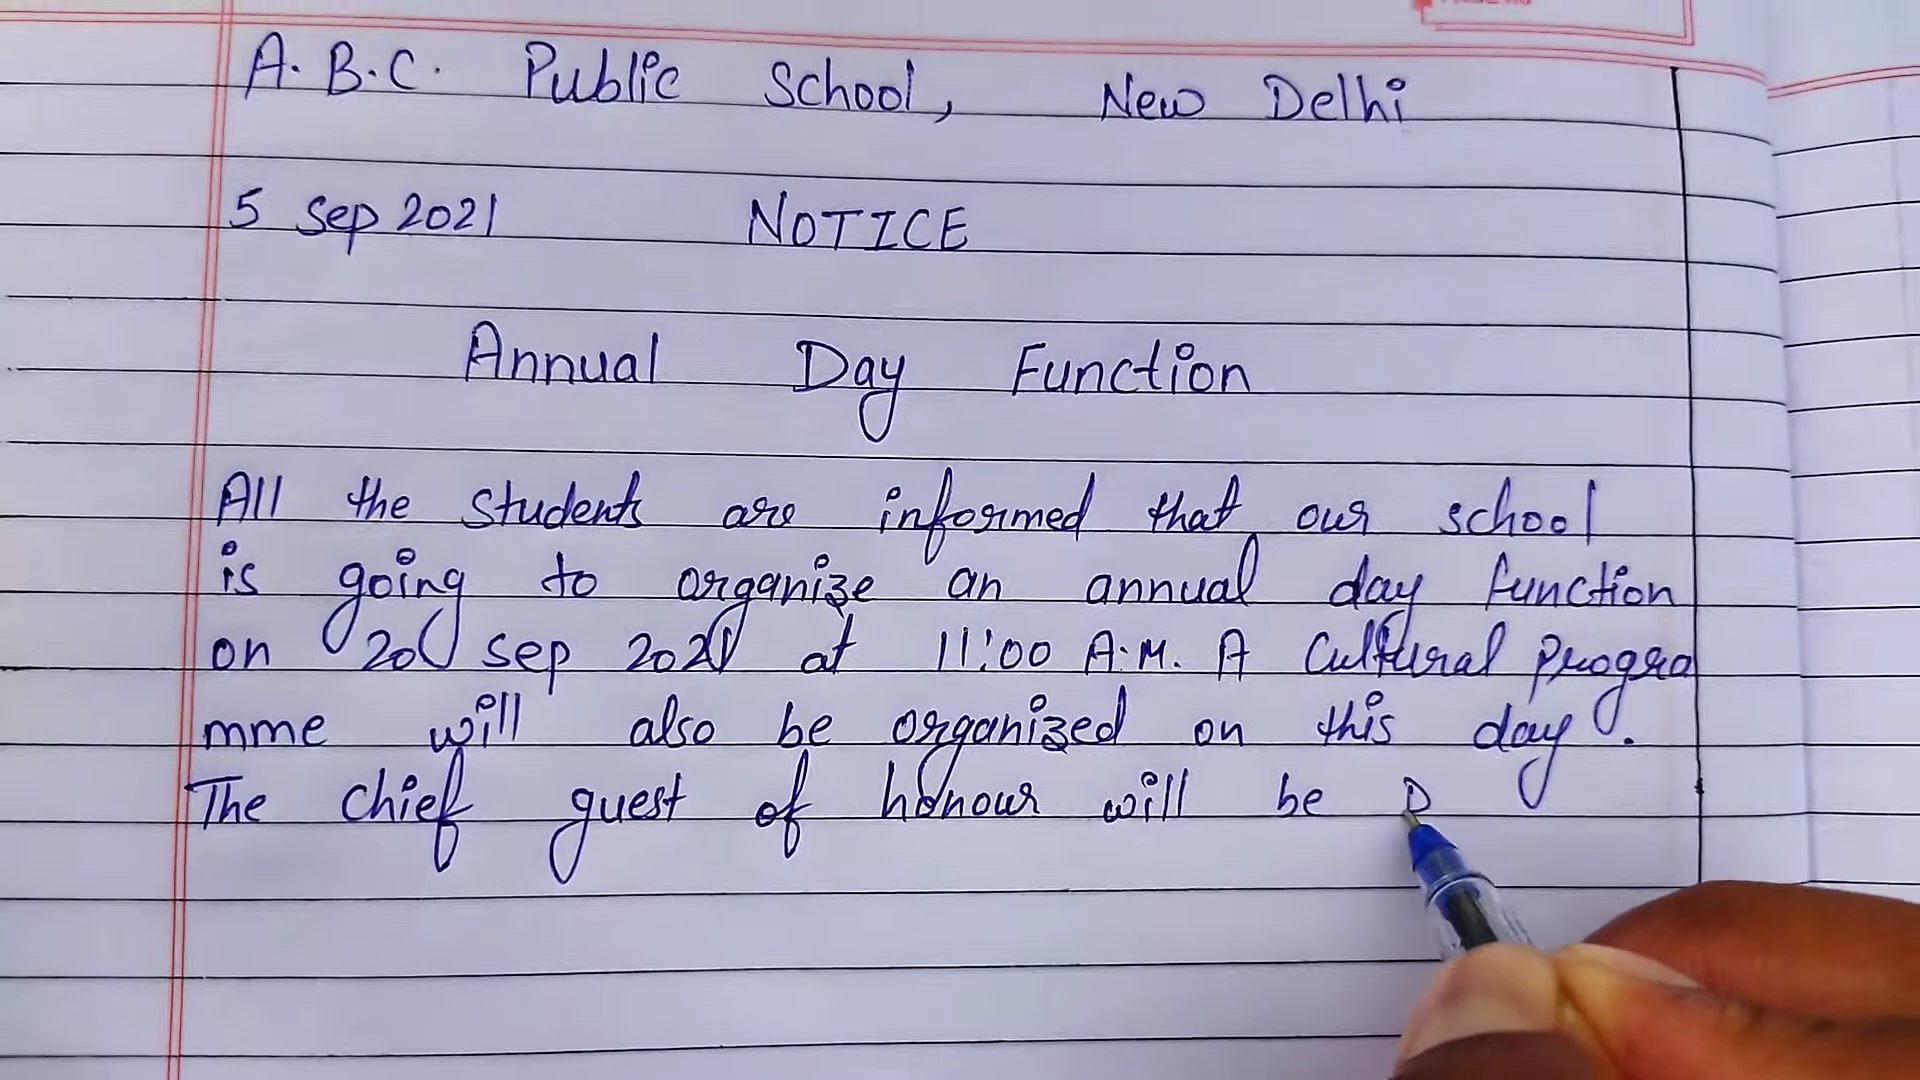 A.B.C. Public School, New Delhi
5 Sep 2021 NOTICE
Annual Day Function
All the students are informed that our school
is going to organize an annual day function
on 20 sep 2021 at 11:00 A.M. A Cultural progra
mme will also be organized on this day.
The chief guest of honour will be D